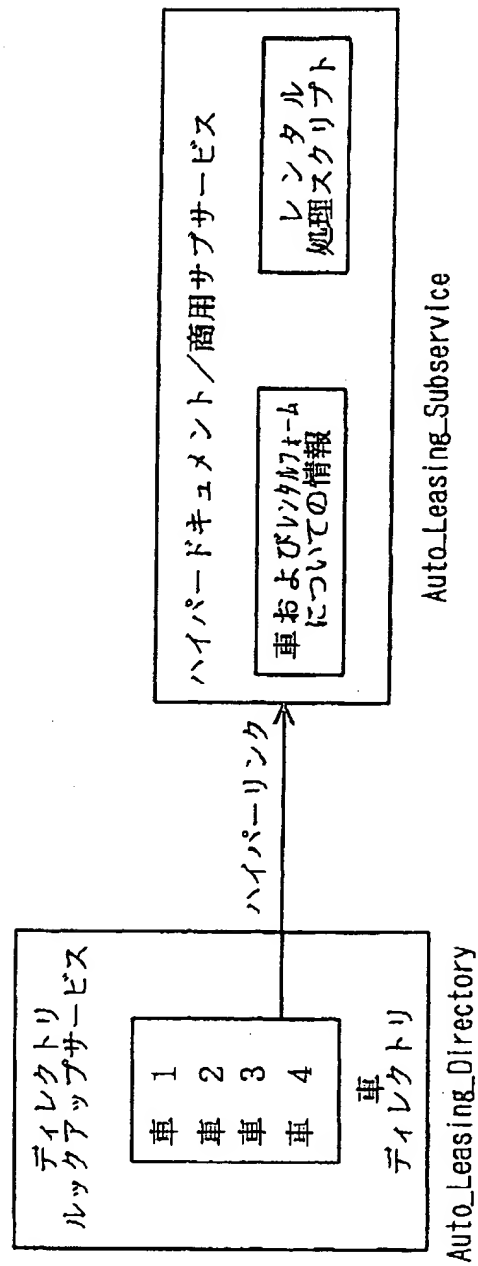 ディレクトリ
ルックアップサービス
車 1
車 2
車 3
車 4
車
ディレクトリ
Auto_Leasing_Directory
ハイパーリンク
ハイパードキュメント/商用サブサービス
車およびレンタルフォーム
についての情報
レンタル
処理スクリプト
Auto_Leasing_Subservice